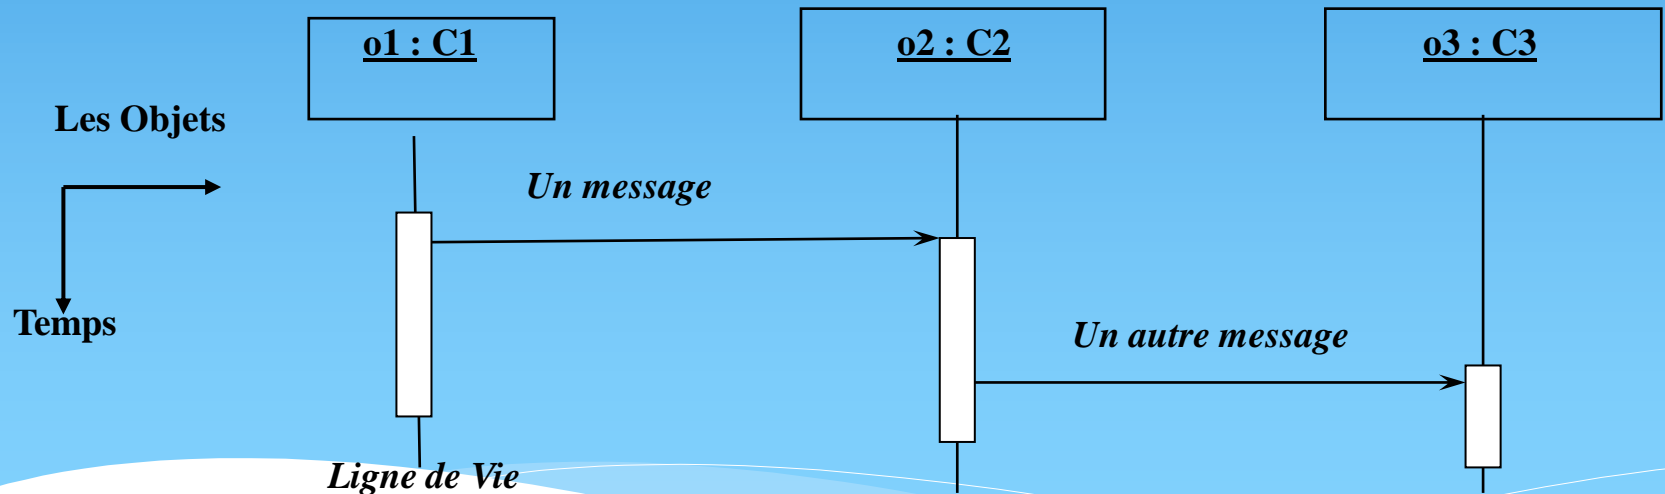 o1 : C1
o2 : C2
o3 : C3
Les Objets
Un message
Temps
Un autre message
Ligne de Vie